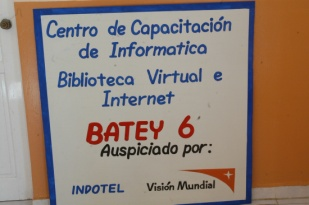 Centro de Capacitación
de Informatica
Biblioteca Virtual e
Internet
BATEY 6
Auspiciado por:
INDOTEL Visión Mundial